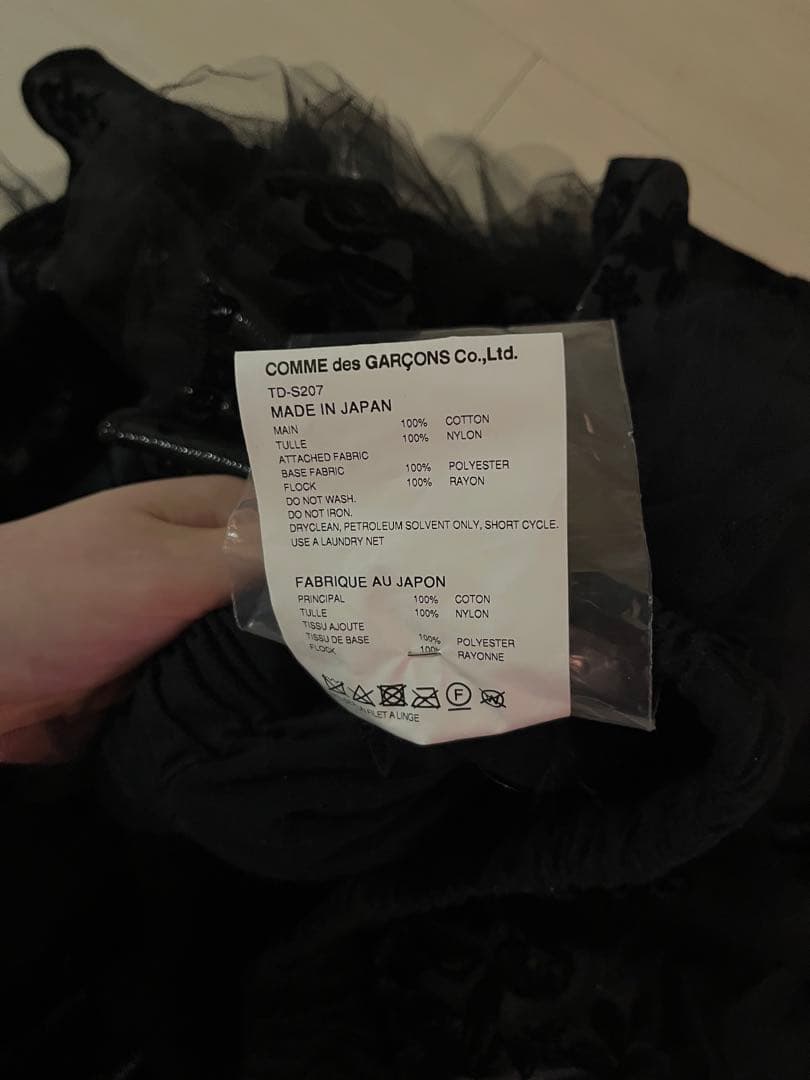 COMME des GARÇONS Co.,Ltd.
TD-S207
MADE IN JAPAN
MAIN 100% COTTON
TULLE 100% NYLON
ATTACHED FABRIC
BASE FABRIC 100% POLYESTER
FLOCK 100% RAYON
DO NOT WASH.
DO NOT IRON.
DRYCLEAN, PETROLEUM SOLVENT ONLY, SHORT CYCLE.
USE A LAUNDRY NET
FABRIQUE AU JAPON
PRINCIPAL 100% COTON
TULLE 100% NYLON
TISSU AJOUTE
TISSU DE BASE 100% POLYESTER
FLOCK 100% RAYONNE
F
FILET A LINGE